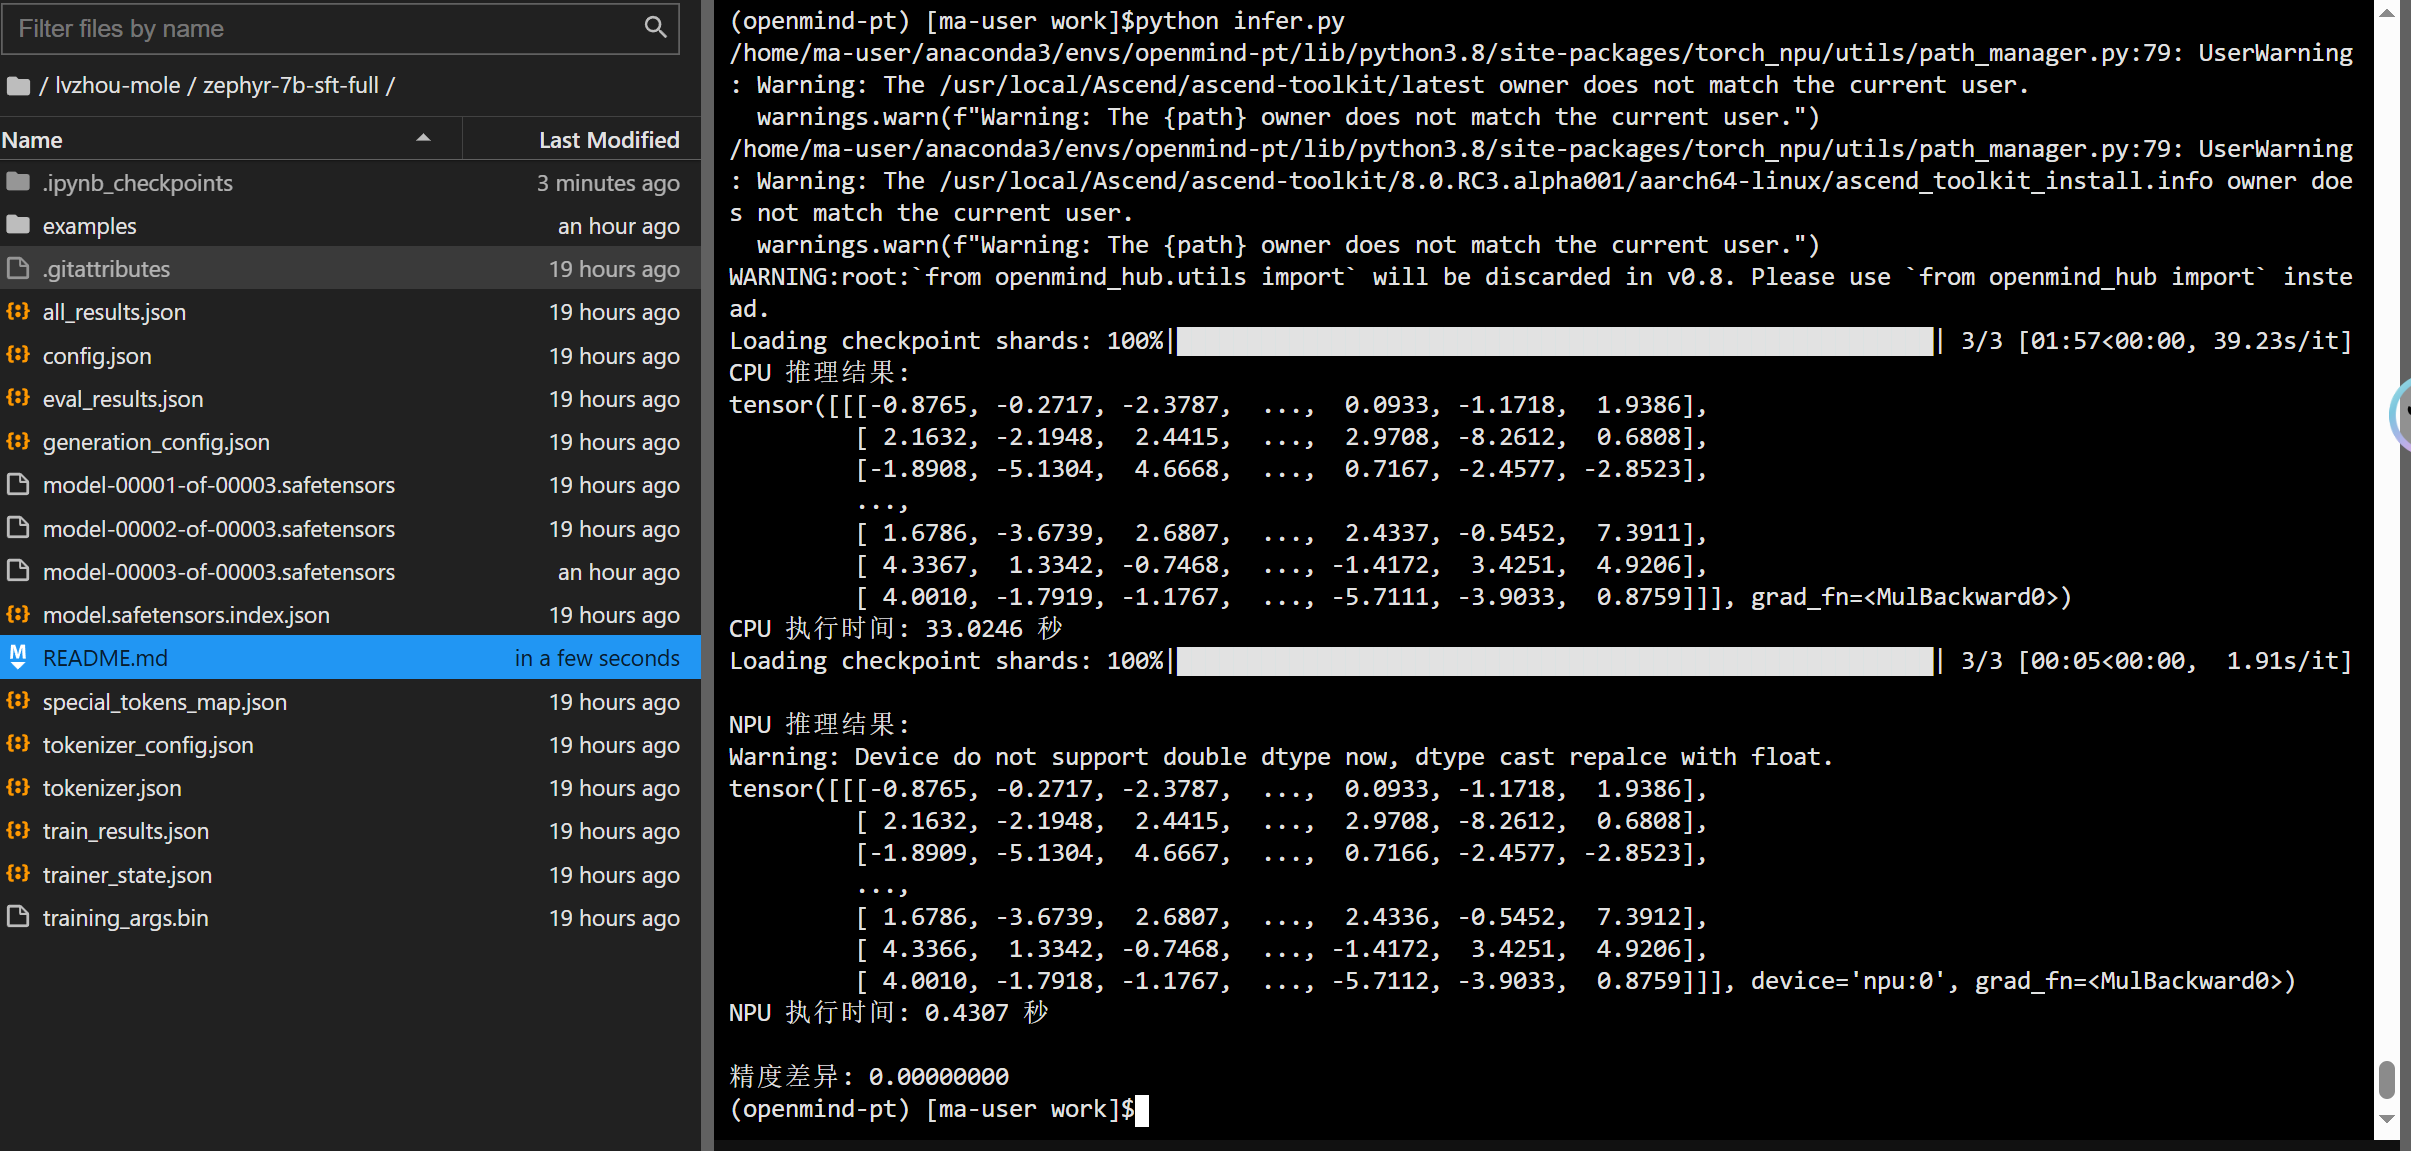 Filter files by name
/ lvzhou-mole / zephyr-7b-sft-full /
Name Last Modified
.ipynb_checkpoints 3 minutes ago
examples an hour ago
.gitattributes 19 hours ago
all_results.json 19 hours ago
config.json 19 hours ago
eval_results.json 19 hours ago
generation_config.json 19 hours ago
model-00001-of-00003.safetensors 19 hours ago
model-00002-of-00003.safetensors 19 hours ago
model-00003-of-00003.safetensors an hour ago
model.safetensors.index.json 19 hours ago
README.md in a few seconds
special_tokens_map.json 19 hours ago
tokenizer_config.json 19 hours ago
tokenizer.json 19 hours ago
train_results.json 19 hours ago
trainer_state.json 19 hours ago
training_args.bin 19 hours ago
(openmind-pt) [ma-user work]$python infer.py
/home/ma-user/anaconda3/envs/openmind-pt/lib/python3.8/site-packages/torch_npu/utils/path_manager.py:79: UserWarning
: Warning: The /usr/local/Ascend/ascend-toolkit/latest owner does not match the current user.
  warnings.warn(f"Warning: The {path} owner does not match the current user.")
/home/ma-user/anaconda3/envs/openmind-pt/lib/python3.8/site-packages/torch_npu/utils/path_manager.py:79: UserWarning
: Warning: The /usr/local/Ascend/ascend-toolkit/8.0.RC3.alpha001/aarch64-linux/ascend_toolkit_install.info owner doe
s not match the current user.
  warnings.warn(f"Warning: The {path} owner does not match the current user.")
WARNING:root:`from openmind_hub.utils import` will be discarded in v0.8. Please use `from openmind_hub import` inste
ad.
Loading checkpoint shards: 100%|██████████| 3/3 [01:57<00:00, 39.23s/it]
CPU 推理结果:
tensor([[[-0.8765, -0.2717, -2.3787,  ...,  0.0933, -1.1718,  1.9386],
         [ 2.1632, -2.1948,  2.4415,  ...,  2.9708, -8.2612,  0.6808],
         [-1.8908, -5.1304,  4.6668,  ...,  0.7167, -2.4577, -2.8523],
         ...,
         [ 1.6786, -3.6739,  2.6807,  ...,  2.4337, -0.5452,  7.3911],
         [ 4.3367,  1.3342, -0.7468,  ..., -1.4172,  3.4251,  4.9206],
         [ 4.0010, -1.7919, -1.1767,  ..., -5.7111, -3.9033,  0.8759]]], grad_fn=<MulBackward0>)
CPU 执行时间: 33.0246 秒
Loading checkpoint shards: 100%|██████████| 3/3 [00:05<00:00,  1.91s/it]
NPU 推理结果:
Warning: Device do not support double dtype now, dtype cast repalce with float.
tensor([[[-0.8765, -0.2717, -2.3787,  ...,  0.0933, -1.1718,  1.9386],
         [ 2.1632, -2.1948,  2.4415,  ...,  2.9708, -8.2612,  0.6808],
         [-1.8909, -5.1304,  4.6667,  ...,  0.7166, -2.4577, -2.8523],
         ...,
         [ 1.6786, -3.6739,  2.6807,  ...,  2.4336, -0.5452,  7.3912],
         [ 4.3366,  1.3342, -0.7468,  ..., -1.4172,  3.4251,  4.9206],
         [ 4.0010, -1.7918, -1.1767,  ..., -5.7112, -3.9033,  0.8759]]], device='npu:0', grad_fn=<MulBackward0>)
NPU 执行时间: 0.4307 秒
精度差异: 0.00000000
(openmind-pt) [ma-user work]$